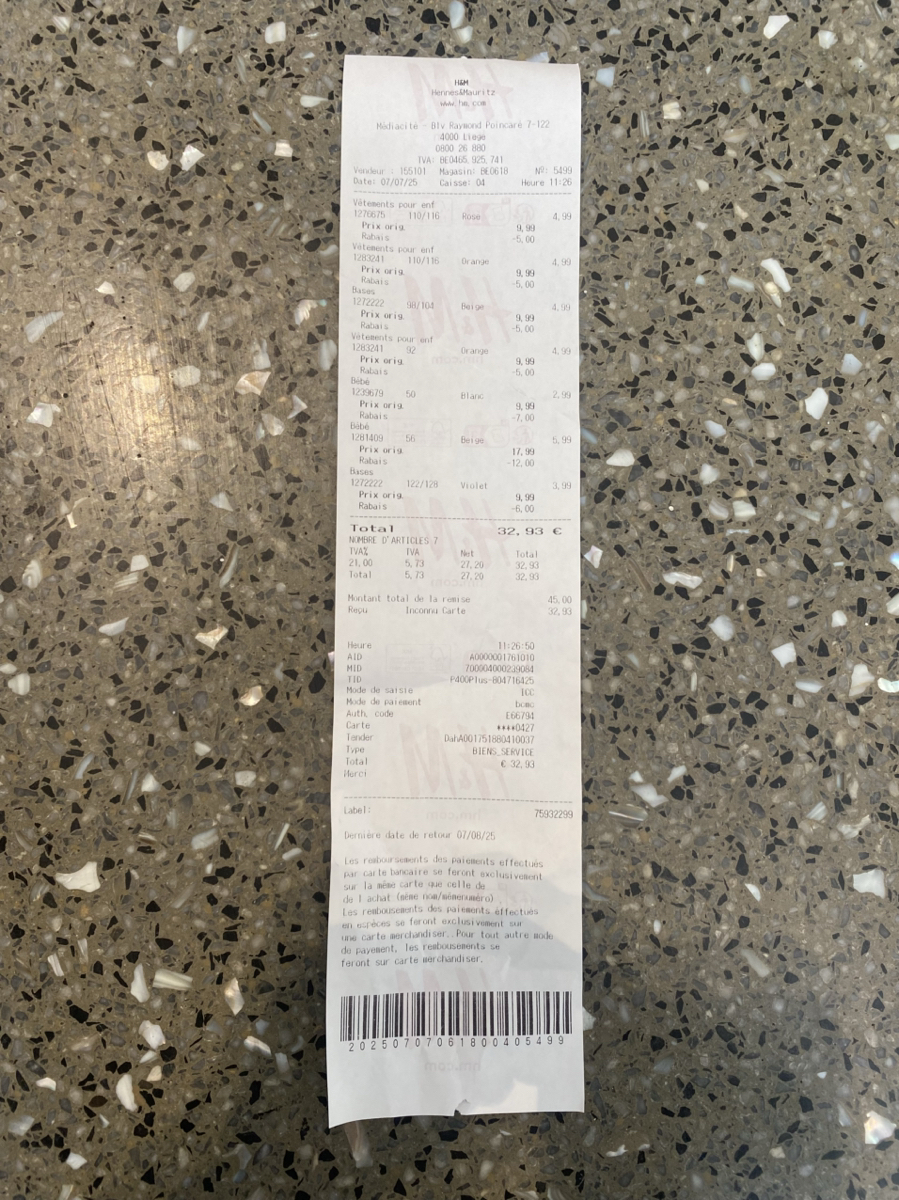 H&M
Hennes&Mauritz
www.hm.com
Médiacité Blv Raymond Poincaré 7-122
4000 Liege
0800 26 880
IVA: BE0465.925.741
Vendeur : 155101 Magasin: BE0618 Nº: 5499
Date: 07/07/25 Caisse: 04 Heure 11:26
Vêtements pour enf
1276675 110/116 Rose 4,99
Prix orig. 9,99
Rabais -5,00
Vêtements pour enf
1283241 110/116 Orange 4,99
Prix orig. 9,99
Rabais -5,00
Bases
1272222 98/104 Beige 4,99
Prix orig. 9,99
Rabais -5,00
Vêtements pour enf
1283241 92 Orange 4,99
Prix orig. 9,99
Rabais -5,00
Bébé
1239679 50 Blanc 2,99
Prix orig. 9,99
Rabais -7,00
Bébé
1281409 56 Beige 5,99
Prix orig. 17,99
Rabais -12,00
Bases
1272222 122/128 Violet 3,99
Prix orig. 9,99
Rabais -6,00
Total 32,93 €
NOMBRE D'ARTICLES 7
TVA% IVA Net Total
21,00 5,73 27,20 32,93
Total 5,73 27,20 32,93
Montant total de la remise 45,00
Reçu Inconnu Carte 32,93
Heure 11:26:50
AID A0000001761010
MID 700004000239084
TID P400Plus-804716425
Mode de saisie ICC
Mode de paiement bcmc
Auth. code E66794
Carte ****0427
Tender DahA001751880410037
Type BIENS_SERVICE
Total € 32,93
Merci
Label: 75932299
Dernière date de retour 07/08/25
Les remboursements des paiements effectués
par carte bancaire se feront exclusivement
sur la même carte que celle de
de l achat (même nom/mêmenuméro).
Les rembousements des paiements éffectués
en espèces se feront exclusivement sur
une carte merchandiser. Pour tout autre mode
de payement, les rembousements se
feront sur carte merchandiser.
2025070706180040 5499